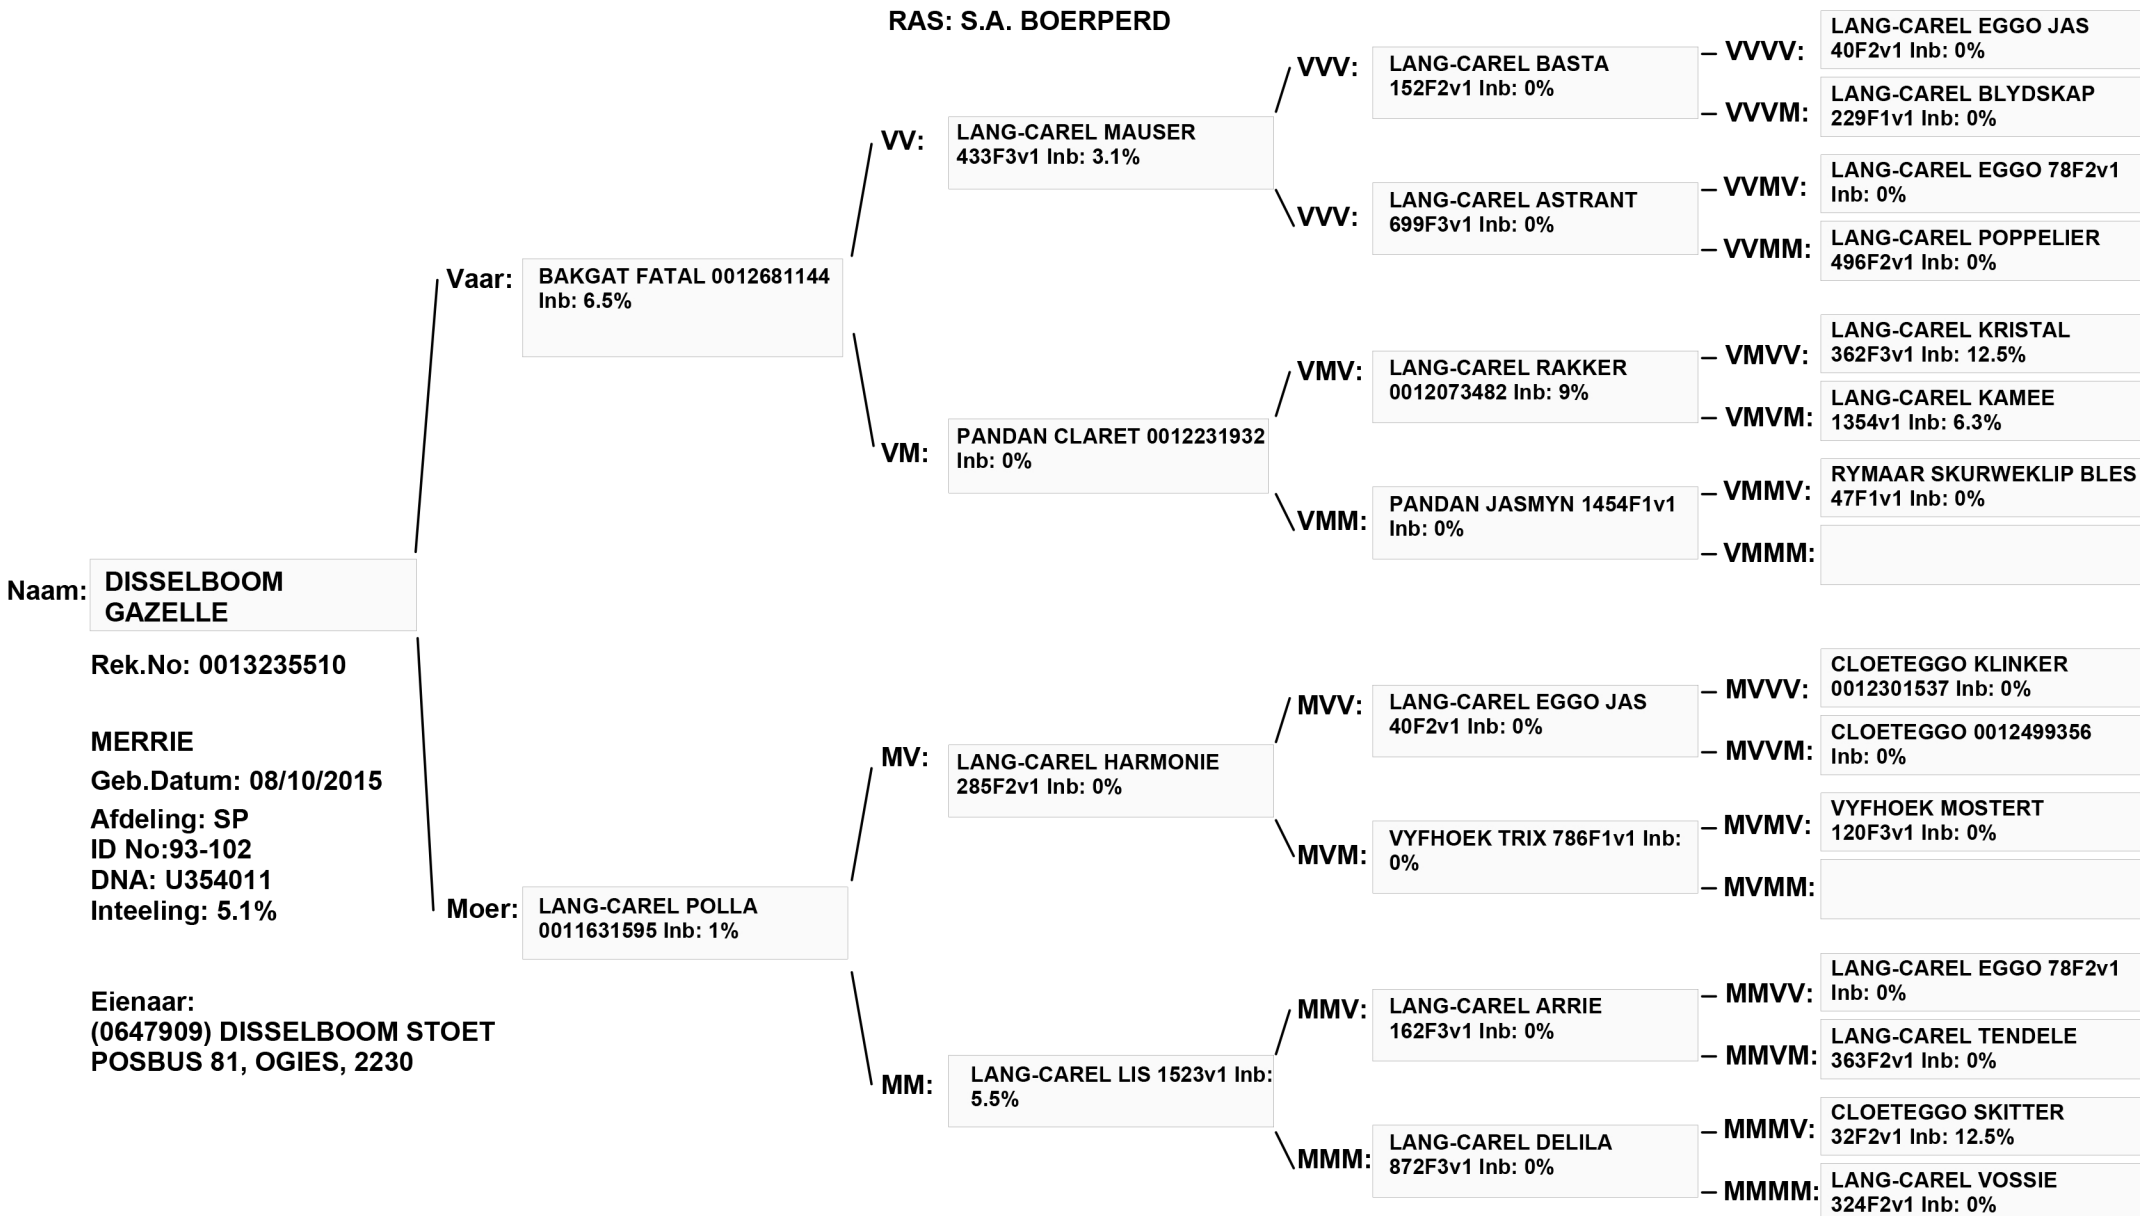 RAS: S.A. BOERPERD
Naam:
DISSELBOOM
GAZELLE
Rek.No: 0013235510
MERRIE
Geb.Datum: 08/10/2015
Afdeling: SP
ID No:93-102
DNA: U354011
Inteeling: 5.1%
Eienaar:
(0647909) DISSELBOOM STOET
POSBUS 81, OGIES, 2230
Vaar:
BAKGAT FATAL 0012681144
Inb: 6.5%
Moer:
LANG-CAREL POLLA
0011631595 Inb: 1%
VV:
LANG-CAREL MAUSER
433F3v1 Inb: 3.1%
VM:
PANDAN CLARET 0012231932
Inb: 0%
MV:
LANG-CAREL HARMONIE
285F2v1 Inb: 0%
MM:
LANG-CAREL LIS 1523v1 Inb:
5.5%
VVV:
LANG-CAREL BASTA
152F2v1 Inb: 0%
VVV:
LANG-CAREL ASTRANT
699F3v1 Inb: 0%
VMV:
LANG-CAREL RAKKER
0012073482 Inb: 9%
VMM:
PANDAN JASMYN 1454F1v1
Inb: 0%
MVV:
LANG-CAREL EGGO JAS
40F2v1 Inb: 0%
MVM:
VYFHOEK TRIX 786F1v1 Inb:
0%
MMV:
LANG-CAREL ARRIE
162F3v1 Inb: 0%
MMM:
LANG-CAREL DELILA
872F3v1 Inb: 0%
VVVV:
LANG-CAREL EGGO JAS
40F2v1 Inb: 0%
VVVM:
LANG-CAREL BLYDSKAP
229F1v1 Inb: 0%
VVMV:
LANG-CAREL EGGO 78F2v1
Inb: 0%
VVMM:
LANG-CAREL POPPELIER
496F2v1 Inb: 0%
VMVV:
LANG-CAREL KRISTAL
362F3v1 Inb: 12.5%
VMVM:
LANG-CAREL KAMEE
1354v1 Inb: 6.3%
VMMV:
RYMAAR SKURWEKLIP BLES
47F1v1 Inb: 0%
VMMM:
MVVV:
CLOETEGGO KLINKER
0012301537 Inb: 0%
MVVM:
CLOETEGGO 0012499356
Inb: 0%
MVMV:
VYFHOEK MOSTERT
120F3v1 Inb: 0%
MVMM:
MMVV:
LANG-CAREL EGGO 78F2v1
Inb: 0%
MMVM:
LANG-CAREL TENDELE
363F2v1 Inb: 0%
MMMV:
CLOETEGGO SKITTER
32F2v1 Inb: 12.5%
MMMM:
LANG-CAREL VOSSIE
324F2v1 Inb: 0%